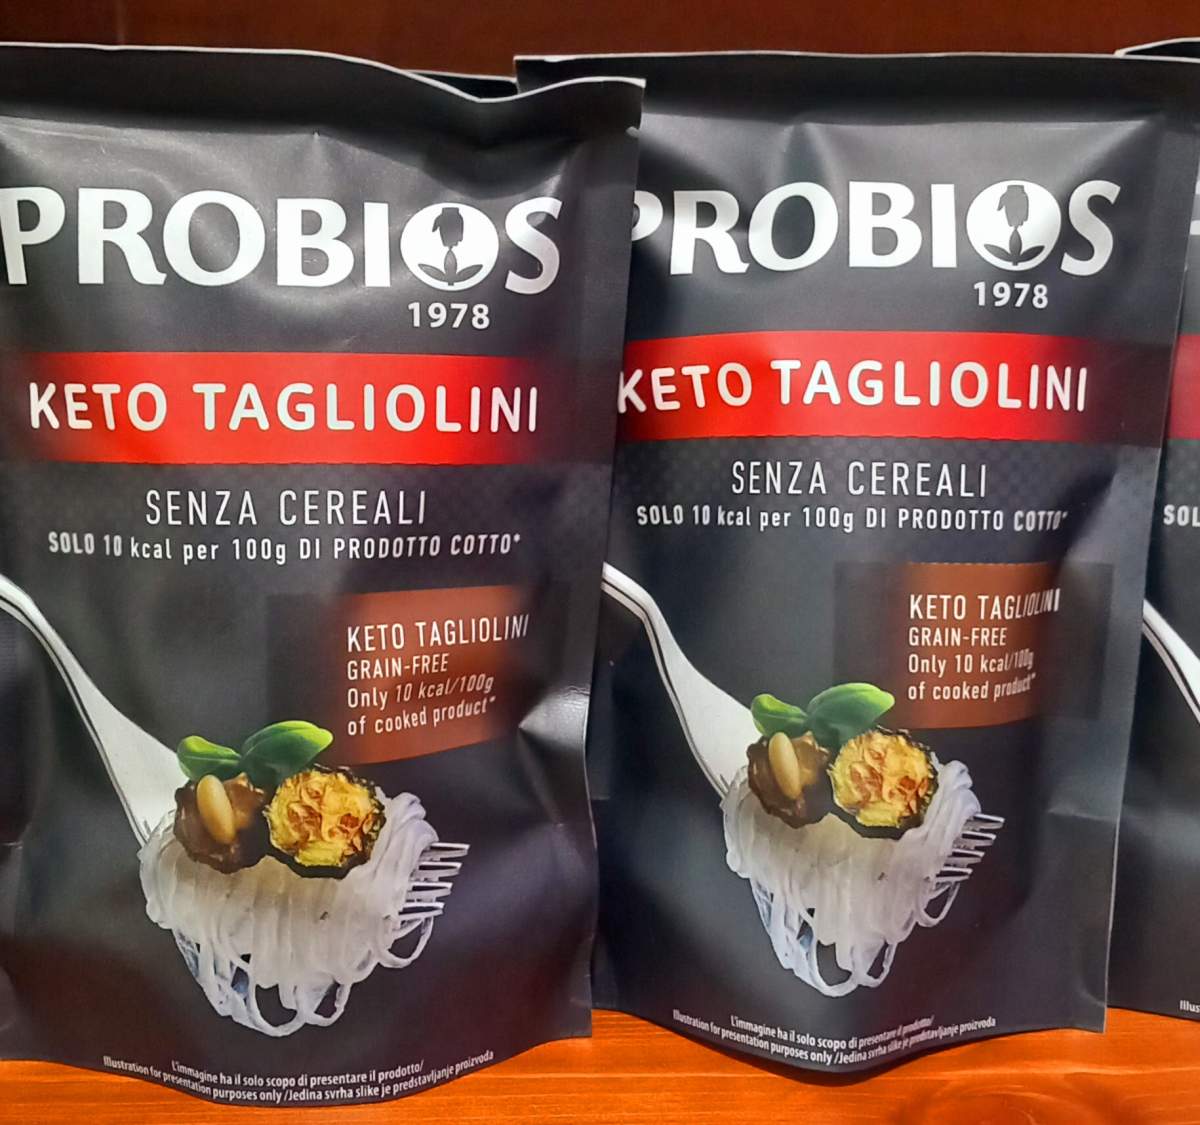 PROBIOS
1978
KETO TAGLIOLINI
SENZA CEREALI
SOLO 10 kcal per 100g DI PRODOTTO COTTO*
KETO TAGLIOLINI
GRAIN-FREE
Only 10 kcal/100g
of cooked product*
L'immagine ha il solo scopo di presentare il prodotto/
Illustration for presentation purposes only /Jedina svrha slike je predstavljanje proizvoda
PROBIOS
1978
KETO TAGLIOLINI
SENZA CEREALI
SOLO 10 kcal per 100g DI PRODOTTO COTTO*
KETO TAGLIOLINI
GRAIN-FREE
Only 10 kcal/100g
of cooked product*
L'immagine ha il solo scopo di presentare il prodotto/
Illustration for presentation purposes only /Jedina svrha slike je predstavljanje proizvoda
SOL
Illus